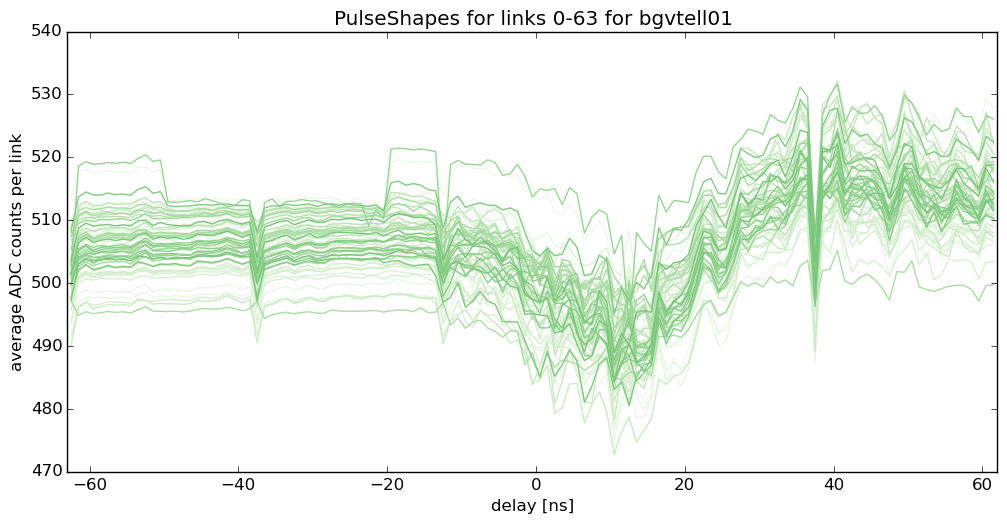 PulseShapes for links 0-63 for bgvtell01
average ADC counts per link
540
530
520
510
500
490
480
470
−60 −40 −20 0 20 40 60
delay [ns]